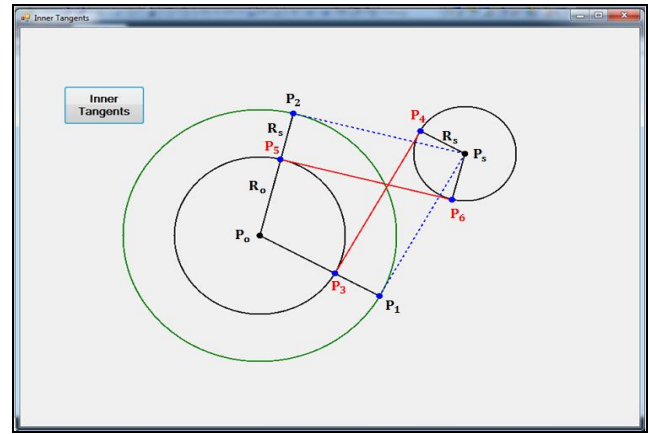 Inner Tangents
Inner
Tangents
P₂
P₄
Rₛ
Rₛ
P₅
Pₛ
Rₒ
P₆
Pₒ
P₃
P₁